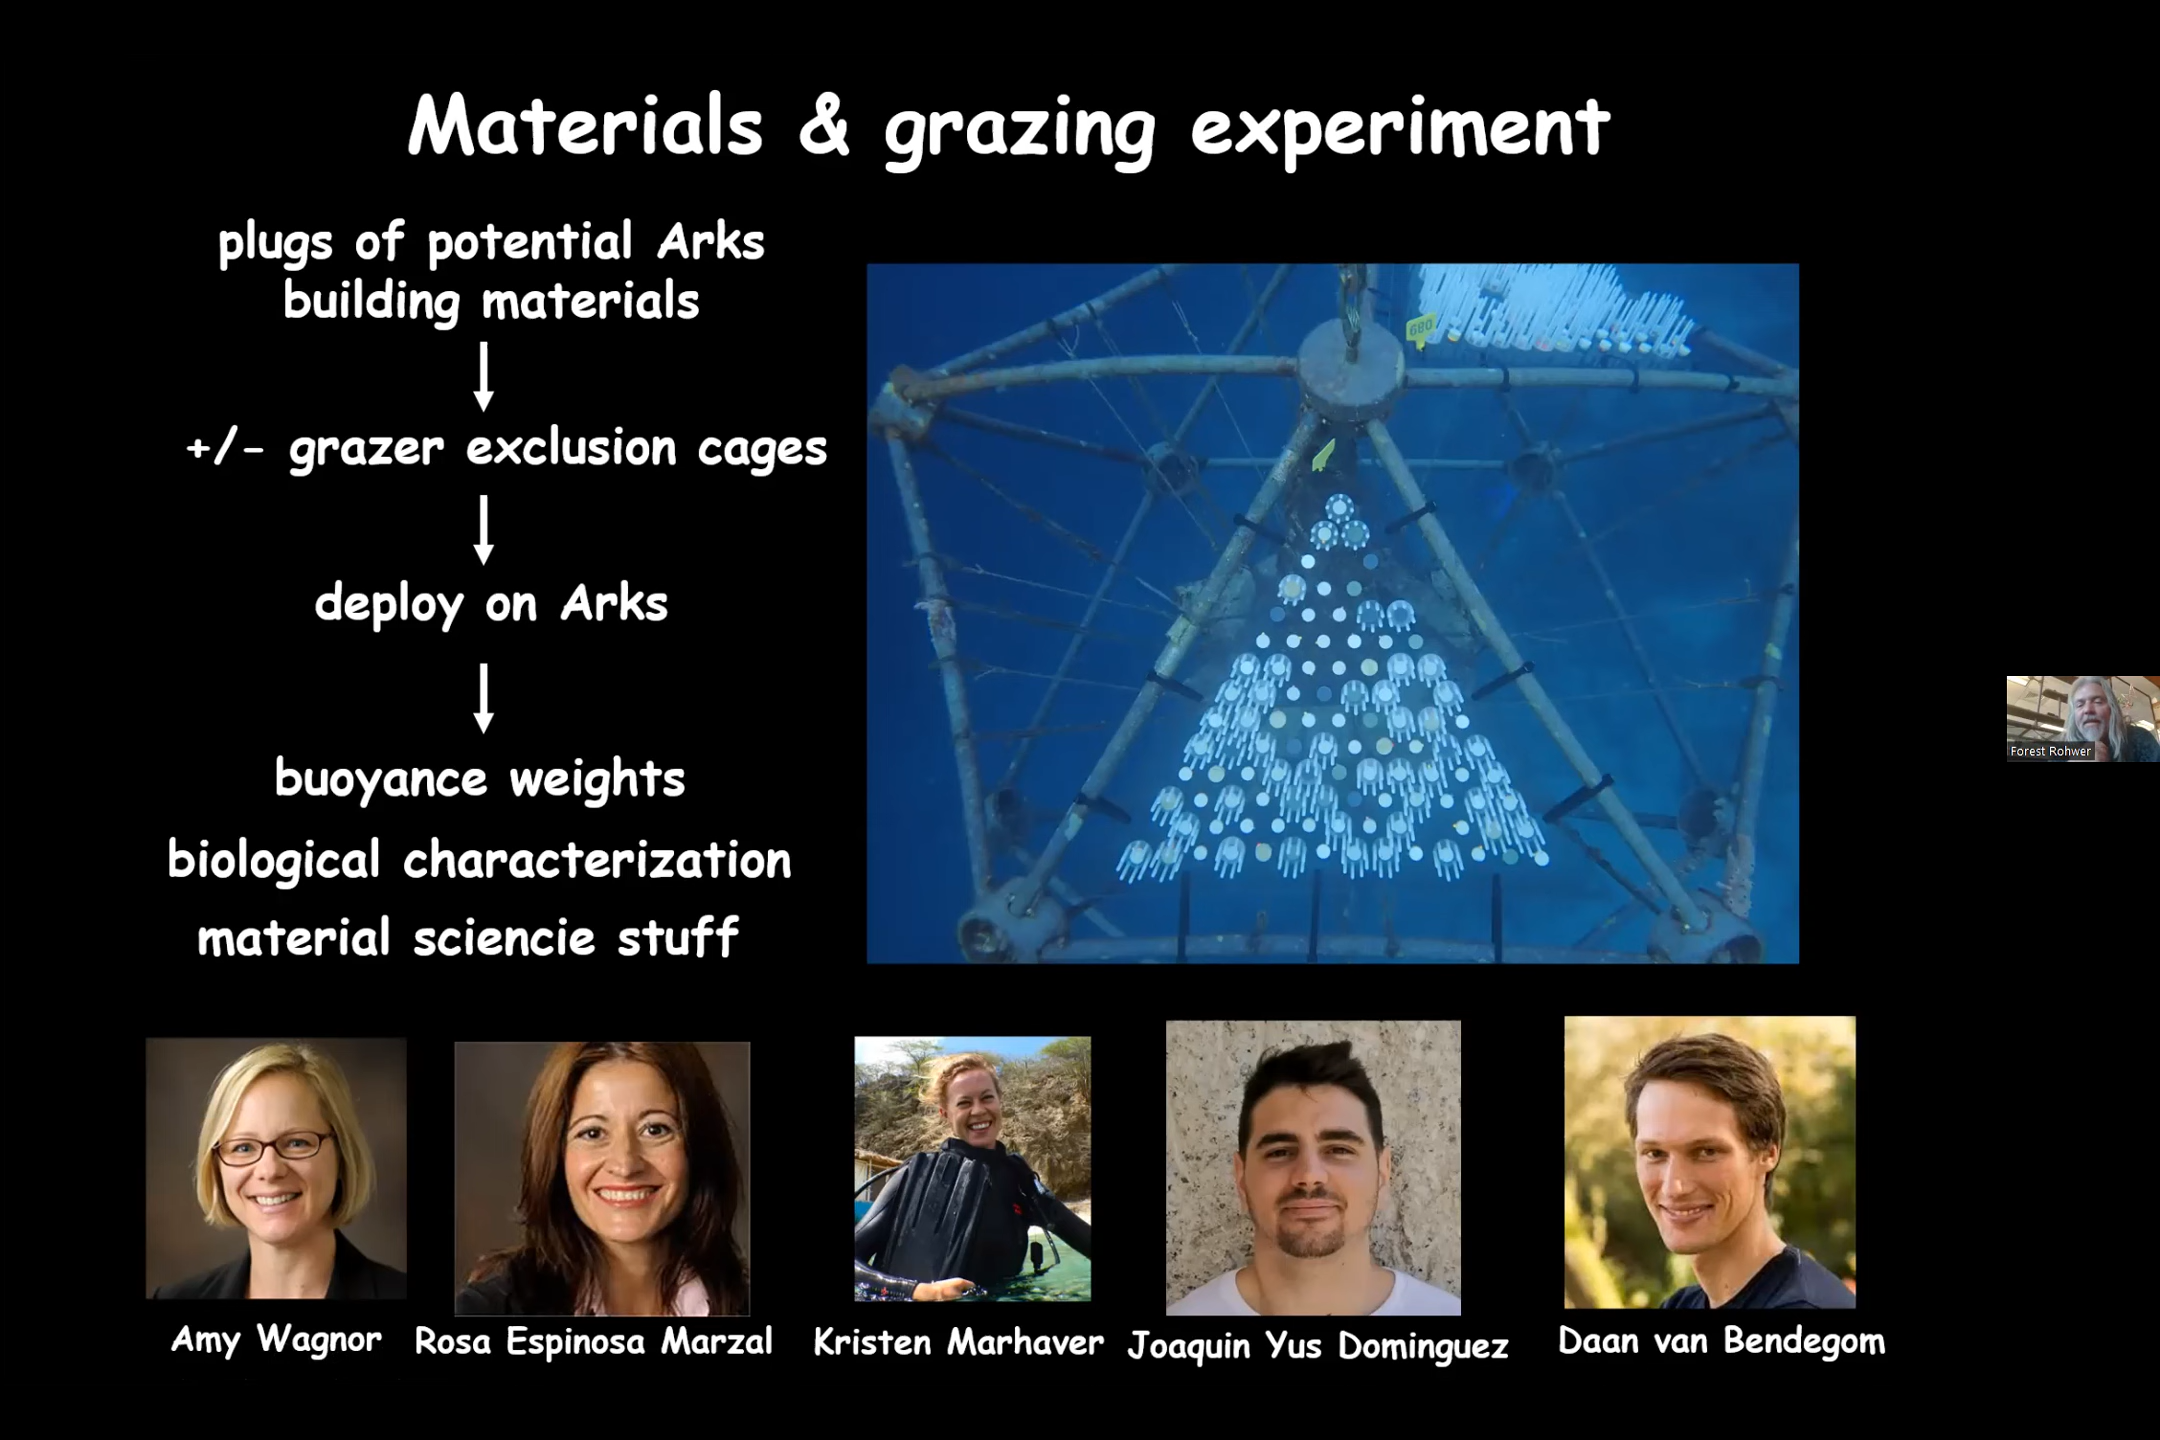 Materials & grazing experiment
plugs of potential Arks
building materials
+/- grazer exclusion cages
deploy on Arks
buoyance weights
biological characterization
material sciencie stuff
089
Forest Rohwer
Amy Wagnor
Rosa Espinosa Marzal
Kristen Marhaver
Joaquin Yus Dominguez
Daan van Bendegom